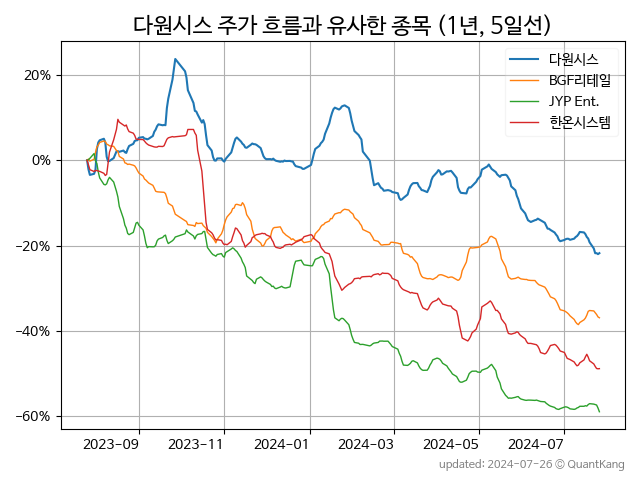 다원시스 주가 흐름과 유사한 종목 (1년, 5일선)
다원시스
BGF리테일
JYP Ent.
한온시스템
20%
0%
−20%
−40%
−60%
2023-09 2023-11 2024-01 2024-03 2024-05 2024-07
updated: 2024-07-26 © QuantKang